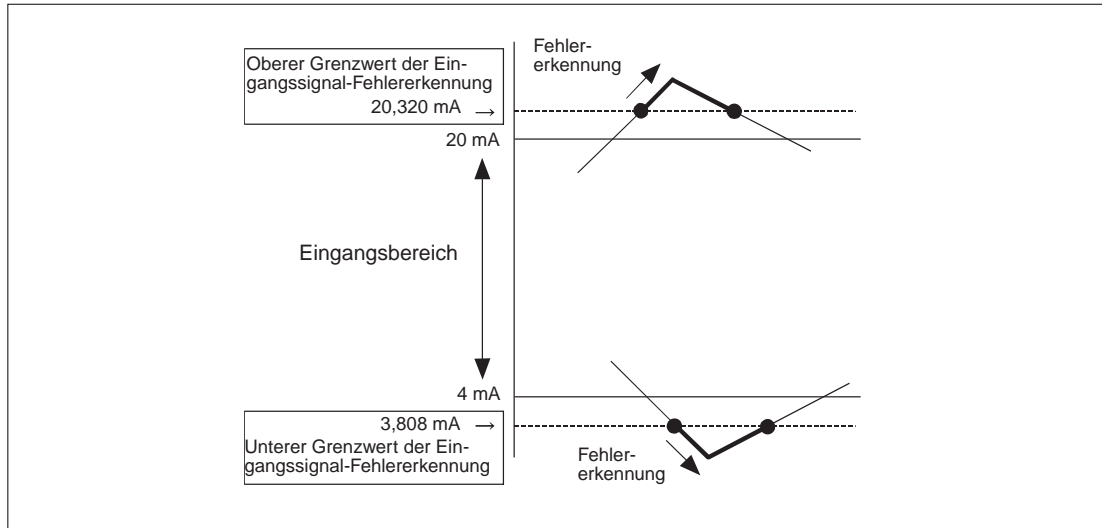 Oberer Grenzwert der Ein-
gangssignal-Fehlererkennung
20,320 mA →
Fehler-
erkennung
20 mA
Eingangsbereich
4 mA
3,808 mA →
Unterer Grenzwert der Ein-
gangssignal-Fehlererkennung
Fehler-
erkennung